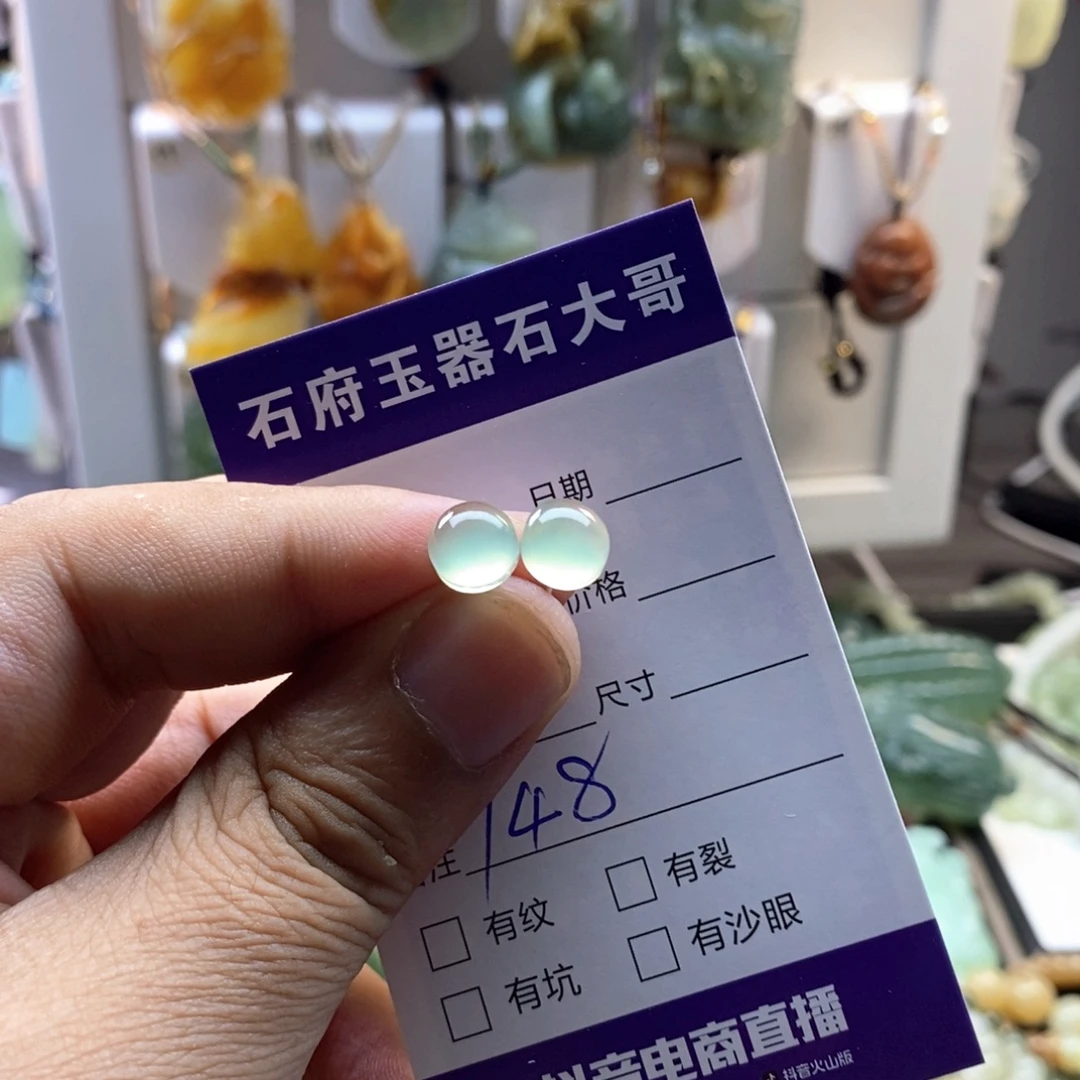 石府玉器石大哥
日期
价格
尺寸
注 148
有纹 有裂
有坑 有沙眼
抖音电商直播
抖音火山版